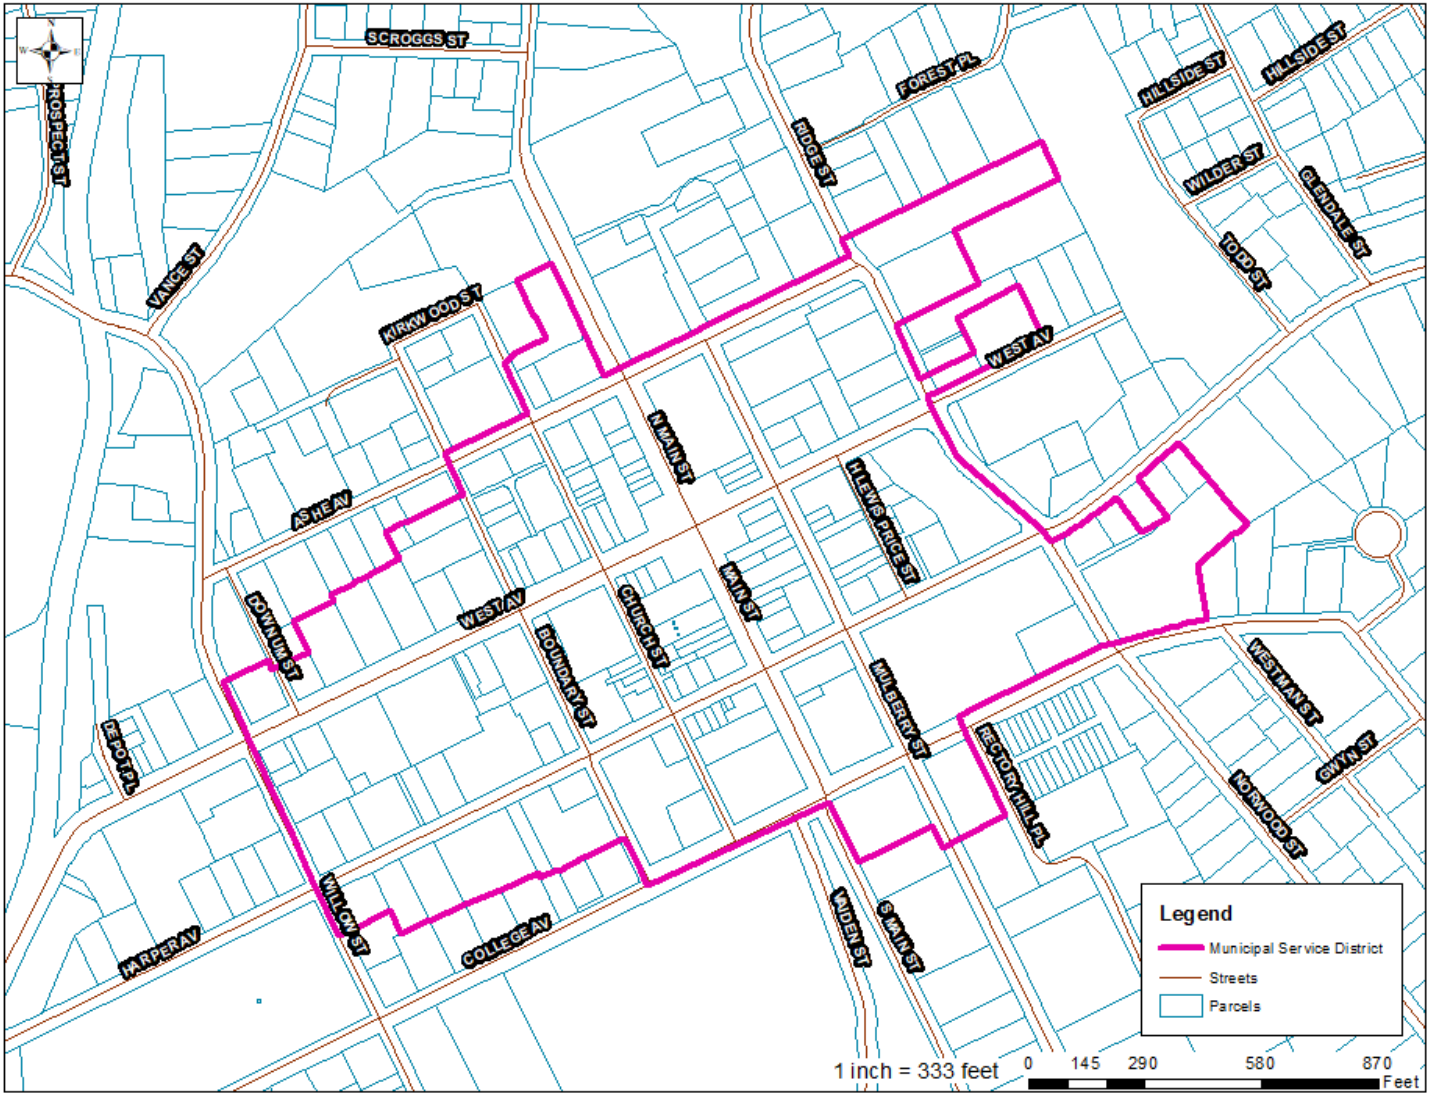 N
W E
S
SCROGGS ST
PROSPECT ST
FOREST PL
HILLSIDE ST
HILLSIDE ST
RIDGE ST
WILDER ST
GLENDALE ST
TODD ST
VANCE ST
KIRKWOOD ST
WEST AV
N MAIN ST
H LEWIS PRICE ST
ASHE AV
DOWNUM ST
WEST AV
CHURCH ST
MAIN ST
BOUNDARY ST
MULBERRY ST
WESTMAN ST
DEPOT PL
RECTORY HILL PL
GWYN ST
NORWOOD ST
WILLOW ST
HARPER AV
COLLEGE AV
VAIDEN ST
S MAIN ST
Legend
Municipal Service District
Streets
Parcels
1 inch = 333 feet
0 145 290 580 870
Feet